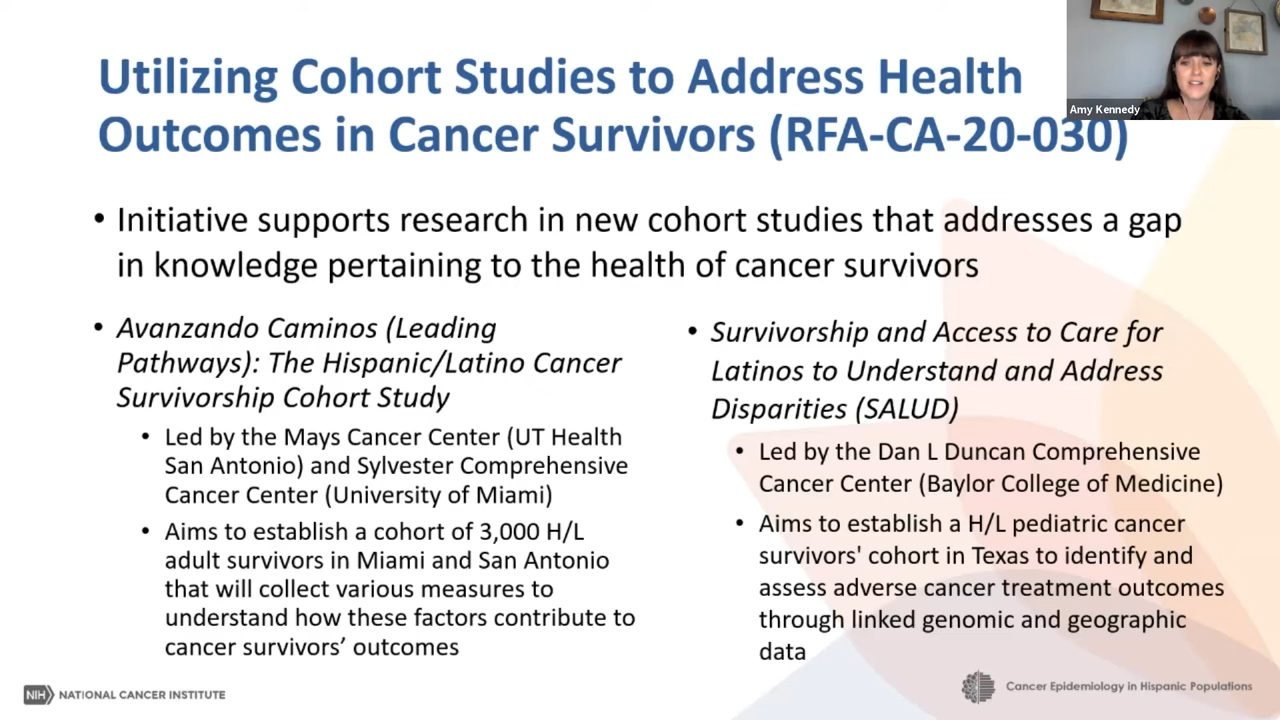 Utilizing Cohort Studies to Address Health
Outcomes in Cancer Survivors (RFA-CA-20-030)
Amy Kennedy
• Initiative supports research in new cohort studies that addresses a gap
in knowledge pertaining to the health of cancer survivors
• Avanzando Caminos (Leading
Pathways): The Hispanic/Latino Cancer
Survivorship Cohort Study
• Led by the Mays Cancer Center (UT Health
San Antonio) and Sylvester Comprehensive
Cancer Center (University of Miami)
• Aims to establish a cohort of 3,000 H/L
adult survivors in Miami and San Antonio
that will collect various measures to
understand how these factors contribute to
cancer survivors’ outcomes
• Survivorship and Access to Care for
Latinos to Understand and Address
Disparities (SALUD)
• Led by the Dan L Duncan Comprehensive
Cancer Center (Baylor College of Medicine)
• Aims to establish a H/L pediatric cancer
survivors' cohort in Texas to identify and
assess adverse cancer treatment outcomes
through linked genomic and geographic
data
NIH NATIONAL CANCER INSTITUTE
Cancer Epidemiology in Hispanic Populations